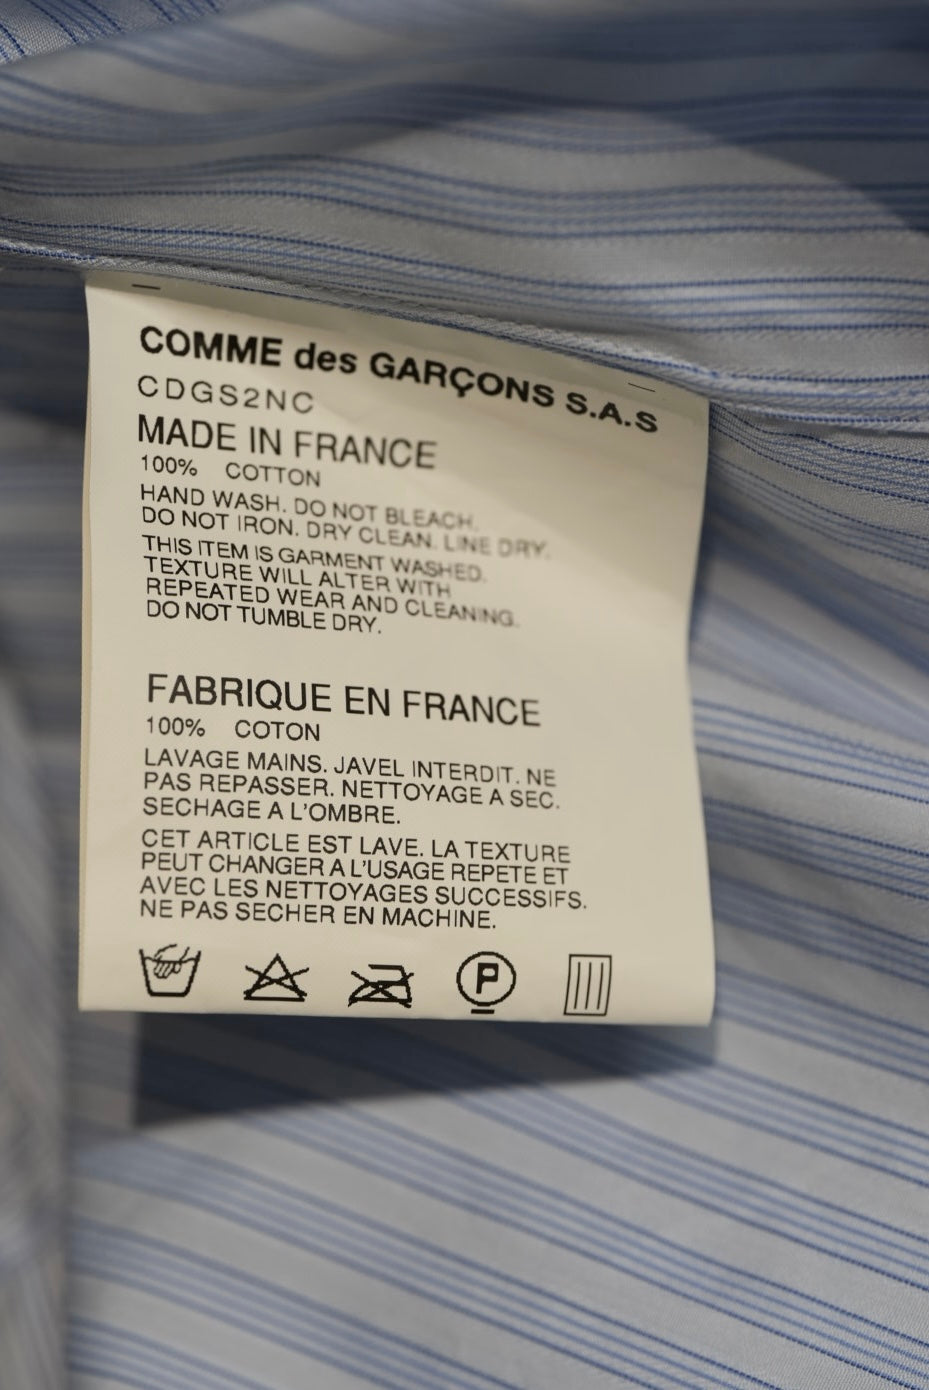 COMME des GARÇONS S.A.S
CDGS2NC
MADE IN FRANCE
100% COTTON
HAND WASH. DO NOT BLEACH.
DO NOT IRON. DRY CLEAN. LINE DRY.
THIS ITEM IS GARMENT WASHED.
TEXTURE WILL ALTER WITH
REPEATED WEAR AND CLEANING.
DO NOT TUMBLE DRY.
FABRIQUE EN FRANCE
100% COTON
LAVAGE MAINS. JAVEL INTERDIT. NE
PAS REPASSER. NETTOYAGE A SEC.
SECHAGE A L'OMBRE.
CET ARTICLE EST LAVE. LA TEXTURE
PEUT CHANGER A L'USAGE REPETE ET
AVEC LES NETTOYAGES SUCCESSIFS.
NE PAS SECHER EN MACHINE.
P